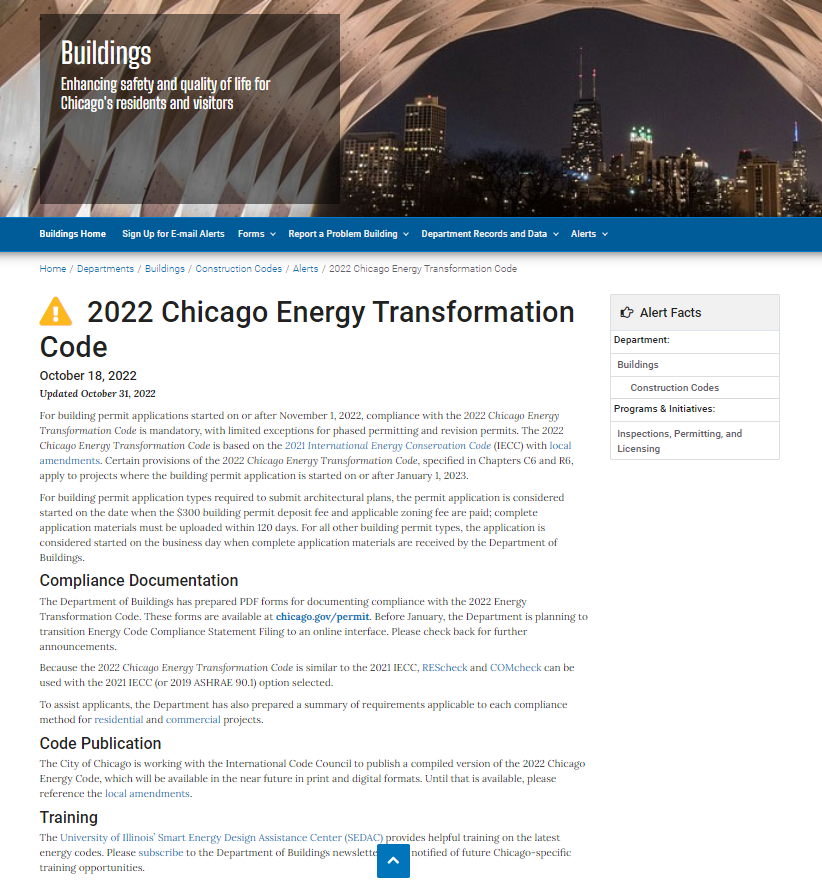 Buildings
Enhancing safety and quality of life for
Chicago's residents and visitors
Buildings Home Sign Up for E-mail Alerts Forms Report a Problem Building Department Records and Data Alerts
Home / Departments / Buildings / Construction Codes / Alerts / 2022 Chicago Energy Transformation Code
2022 Chicago Energy Transformation
Code
October 18, 2022
Updated October 31, 2022
For building permit applications started on or after November 1, 2022, compliance with the 2022 Chicago Energy
Transformation Code is mandatory, with limited exceptions for phased permitting and revision permits. The 2022
Chicago Energy Transformation Code is based on the 2021 International Energy Conservation Code (IECC) with local
amendments. Certain provisions of the 2022 Chicago Energy Transformation Code, specified in Chapters C6 and R6,
apply to projects where the building permit application is started on or after January 1, 2023.
For building permit application types required to submit architectural plans, the permit application is considered
started on the date when the $300 building permit deposit fee and applicable zoning fee are paid; complete
application materials must be uploaded within 120 days. For all other building permit types, the application is
considered started on the business day when complete application materials are received by the Department of
Buildings.
Compliance Documentation
The Department of Buildings has prepared PDF forms for documenting compliance with the 2022 Energy
Transformation Code. These forms are available at chicago.gov/permit. Before January, the Department is planning to
transition Energy Code Compliance Statement Filing to an online interface. Please check back for further
announcements.
Because the 2022 Chicago Energy Transformation Code is similar to the 2021 IECC, REScheck and COMcheck can be
used with the 2021 IECC (or 2019 ASHRAE 90.1) option selected.
To assist applicants, the Department has also prepared a summary of requirements applicable to each compliance
method for residential and commercial projects.
Code Publication
The City of Chicago is working with the International Code Council to publish a compiled version of the 2022 Chicago
Energy Code, which will be available in the near future in print and digital formats. Until that is available, please
reference the local amendments.
Training
The University of Illinois' Smart Energy Design Assistance Center (SEDAC) provides helpful training on the latest
energy codes. Please subscribe to the Department of Buildings newslette notified of future Chicago-specific
training opportunities.
Alert Facts
Department:
Buildings
Construction Codes
Programs & Initiatives:
Inspections, Permitting, and
Licensing